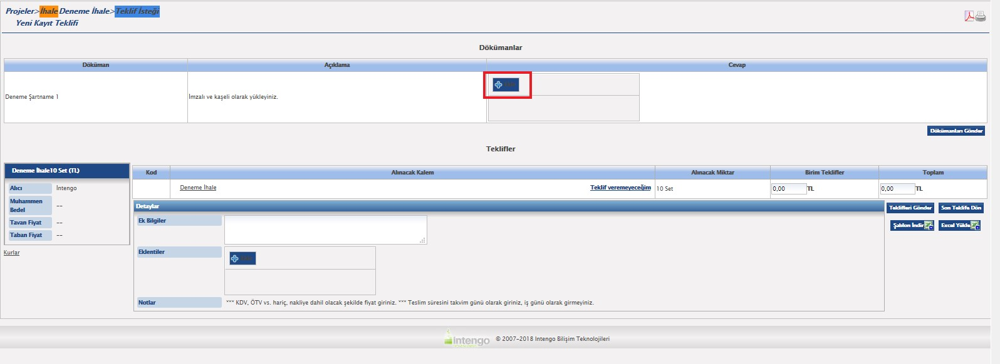 Projeler>İhale Deneme İhale>Teklif İsteği
Yeni Kayıt Teklifi
Dökümanlar
Döküman Açıklama Cevap
Deneme Şartname 1 İmzalı ve kaşeli olarak yükleyiniz.
Dökümanları Gönder
Teklifler
Deneme İhale10 Set (TL)
Alıcı İntengo
Muhammen Bedel --
Tavan Fiyat --
Taban Fiyat --
Kurlar
Kod Alınacak Kalem Alınacak Miktar Birim Teklifler Toplam
Deneme İhale Teklif veremeyeceğim 10 Set 0,00 TL 0,00 TL
Detaylar
Teklifleri Gönder Son Teklife Dön
Şablon İndir Excel Yükle
Ek Bilgiler
Eklentiler
Notlar *** KDV, ÖTV vs. hariç, nakliye dahil olacak şekilde fiyat giriniz. *** Teslim süresini takvim günü olarak giriniz, iş günü olarak girmeyiniz.
intengo © 2007-2018 Intengo Bilişim Teknolojileri